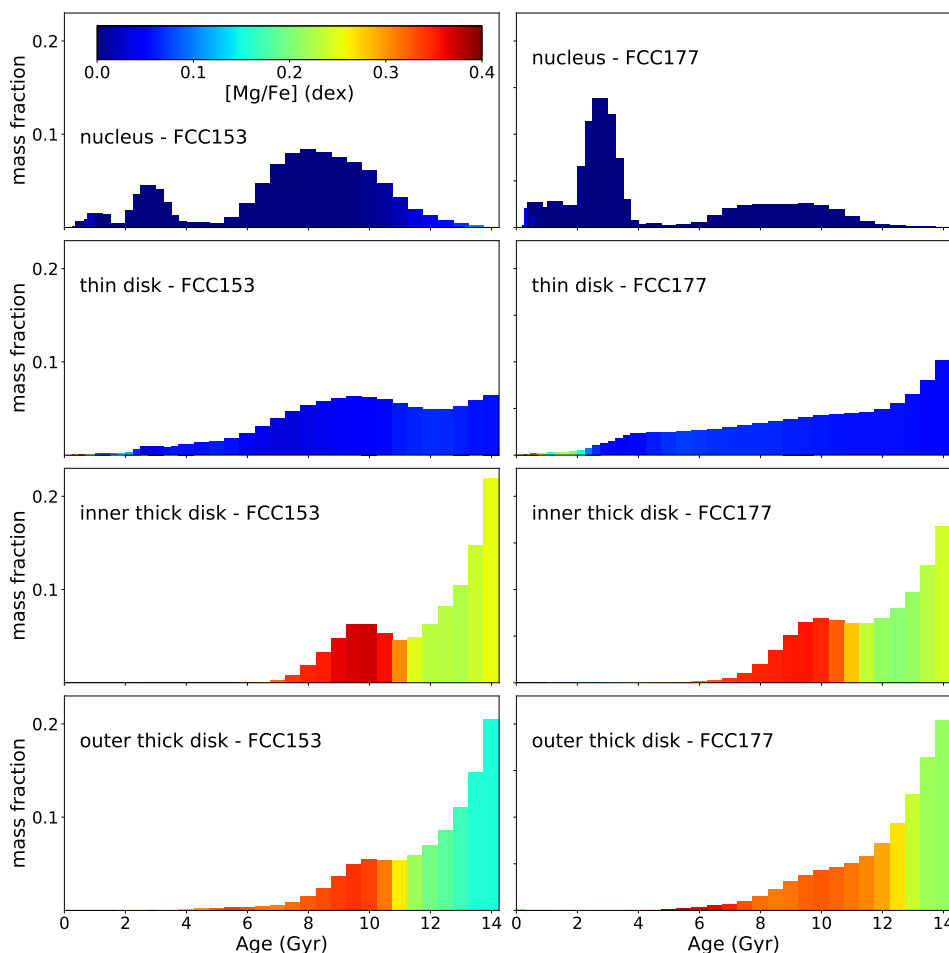 0.2
0.1
mass fraction
0.0 0.1 0.2 0.3 0.4
[Mg/Fe] (dex)
nucleus - FCC153
nucleus - FCC177
0.2
0.1
mass fraction
thin disk - FCC153
thin disk - FCC177
0.2
0.1
mass fraction
inner thick disk - FCC153
inner thick disk - FCC177
0.2
0.1
mass fraction
outer thick disk - FCC153
outer thick disk - FCC177
0 2 4 6 8 10 12 14
Age (Gyr)
0 2 4 6 8 10 12 14
Age (Gyr)